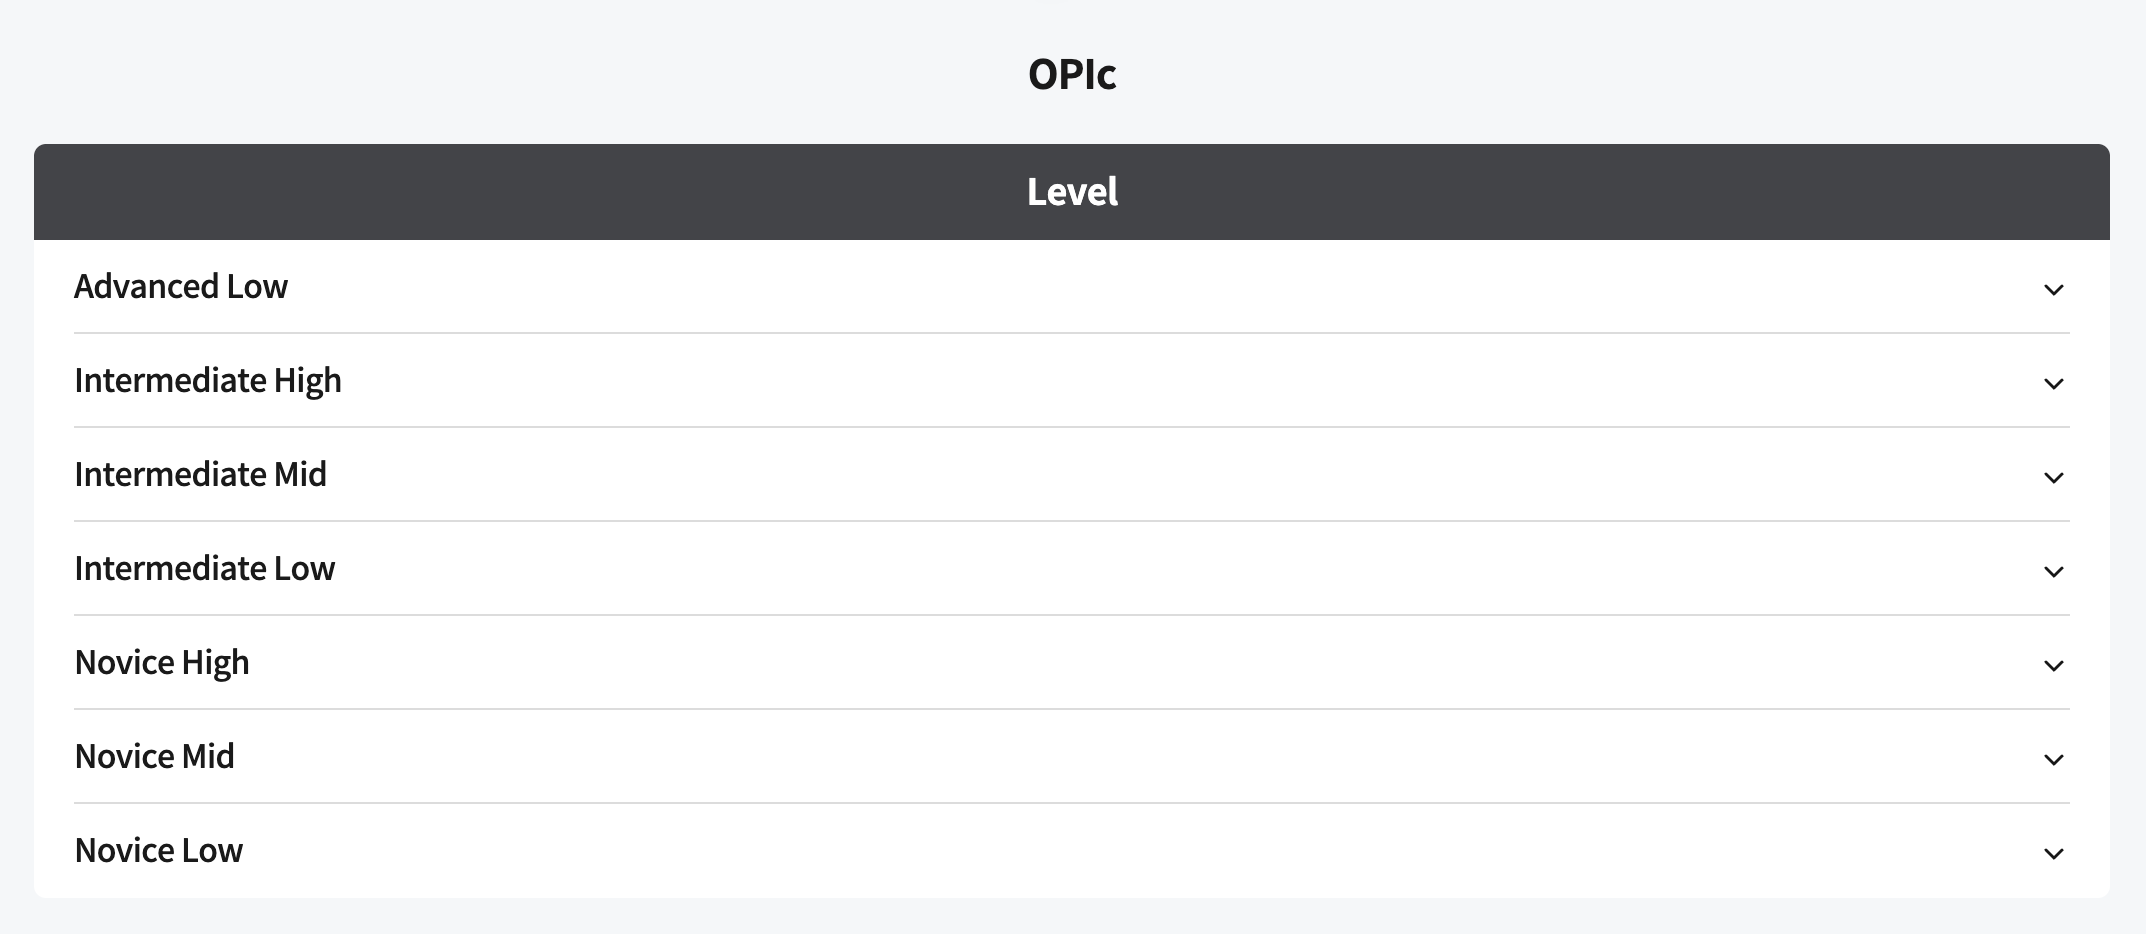 OPIc
Level
Advanced Low
Intermediate High
Intermediate Mid
Intermediate Low
Novice High
Novice Mid
Novice Low